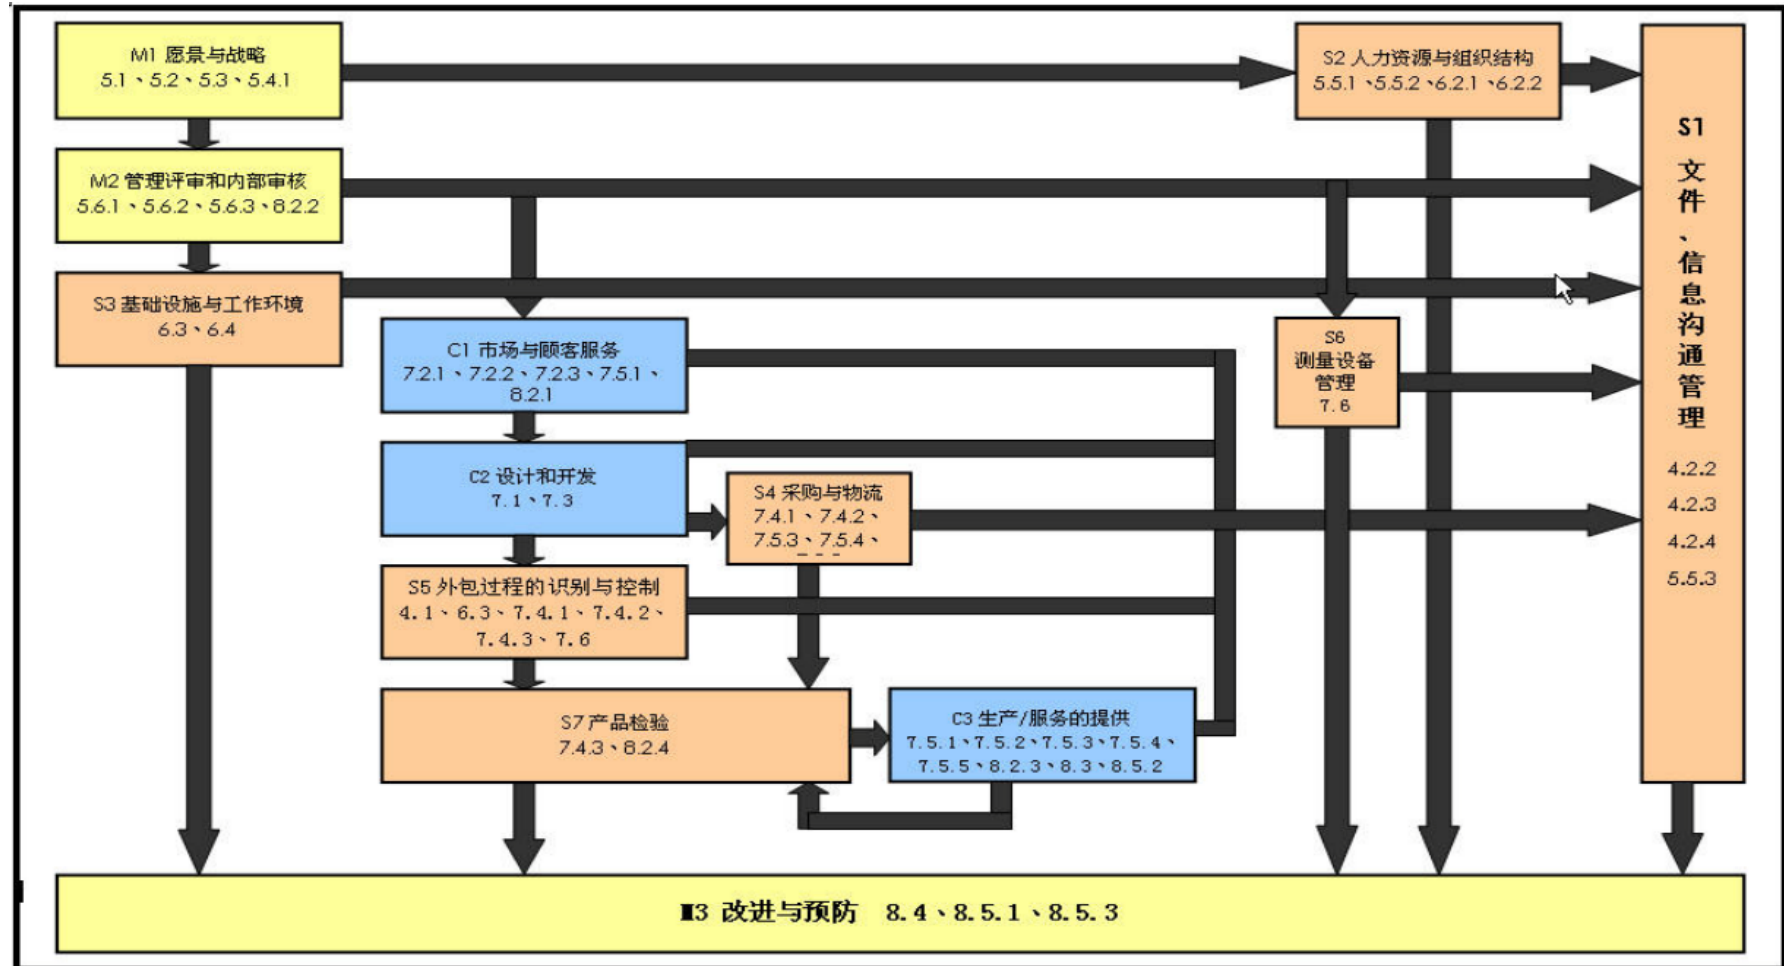 M1 愿景与战略
5.1、5.2、5.3、5.4.1
S2 人力资源与组织结构
5.5.1、5.5.2、6.2.1、6.2.2
M2 管理评审和内部审核
5.6.1、5.6.2、5.6.3、8.2.2
S3 基础设施与工作环境
6.3、6.4
C1 市场与顾客服务
7.2.1、7.2.2、7.2.3、7.5.1、
8.2.1
S6
测量设备
管理
7.6
C2 设计和开发
7.1、7.3
S4 采购与物流
7.4.1、7.4.2、
7.5.3、7.5.4、
S5 外包过程的识别与控制
4.1、6.3、7.4.1、7.4.2、
7.4.3、7.6
S7 产品检验
7.4.3、8.2.4
C3 生产/服务的提供
7.5.1、7.5.2、7.5.3、7.5.4、
7.5.5、8.2.3、8.3、8.5.2
S1
文件、信息沟通管理
4.2.2
4.2.3
4.2.4
5.5.3
M3 改进与预防 8.4、8.5.1、8.5.3